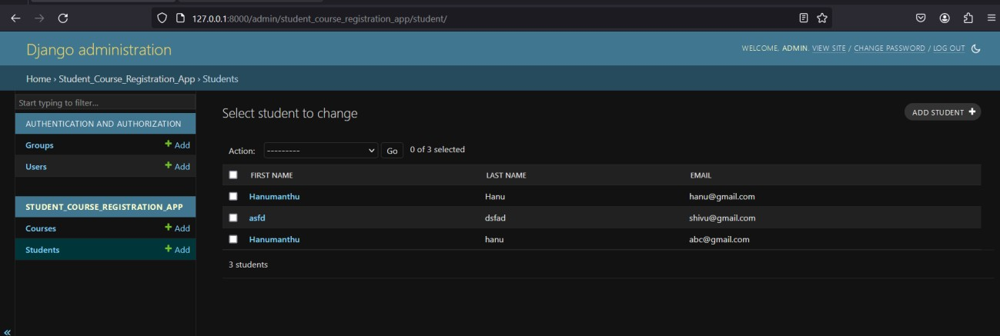 127.0.0.1:8000/admin/student_course_registration_app/student/
Django administration
WELCOME, ADMIN. VIEW SITE / CHANGE PASSWORD / LOG OUT
Home › Student_Course_Registration_App › Students
Start typing to filter...
AUTHENTICATION AND AUTHORIZATION
Groups + Add
Users + Add
STUDENT_COURSE_REGISTRATION_APP
Courses + Add
Students + Add
«
Select student to change
ADD STUDENT +
Action: --------- Go 0 of 3 selected
FIRST NAME LAST NAME EMAIL
Hanumanthu Hanu hanu@gmail.com
asfd dsfad shivu@gmail.com
Hanumanthu hanu abc@gmail.com
3 students